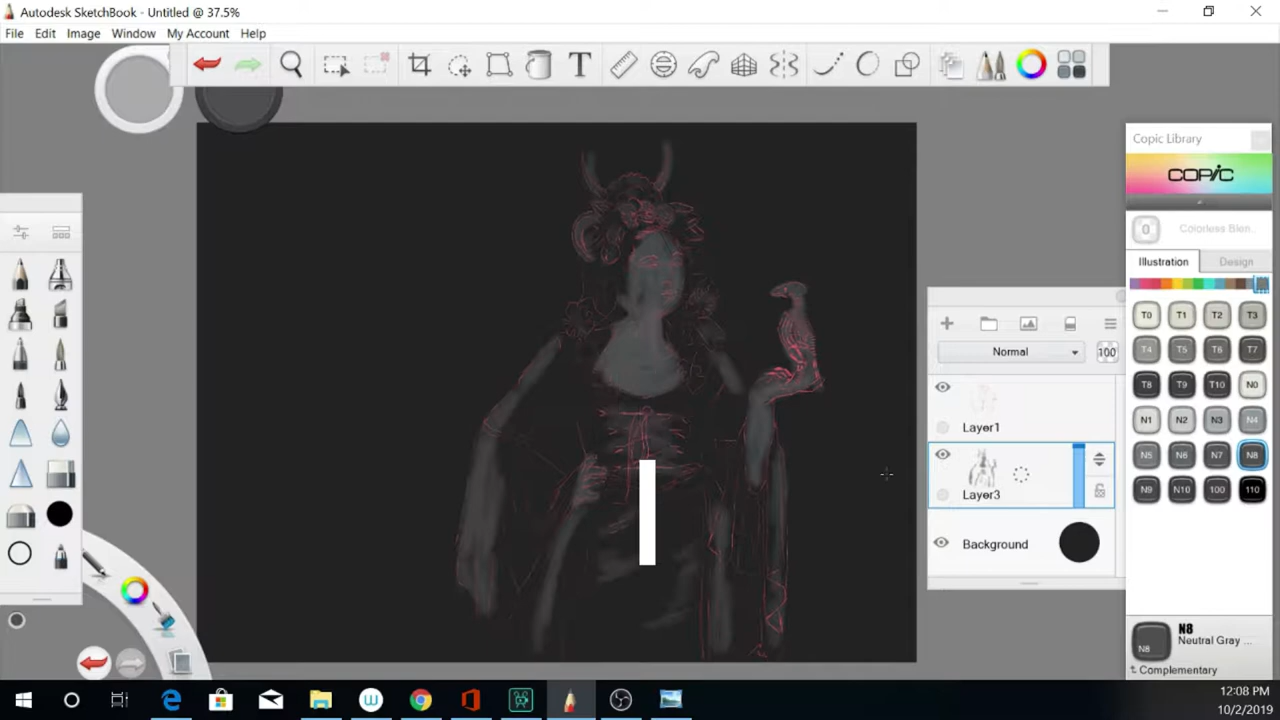 Autodesk SketchBook - Untitled @ 37.5%
File Edit Image Window My Account Help
T
Copic Library
COPIC
0 Colorless Blen...
Illustration Design
T0 T1 T2 T3
T4 T5 T6 T7
T8 T9 T10 N0
N1 N2 N3 N4
N5 N6 N7 N8
N9 N10 100 110
Normal 100
Layer1
Layer3
Background
N8
N8
Neutral Gray ...
Complementary
12:08 PM
10/2/2019